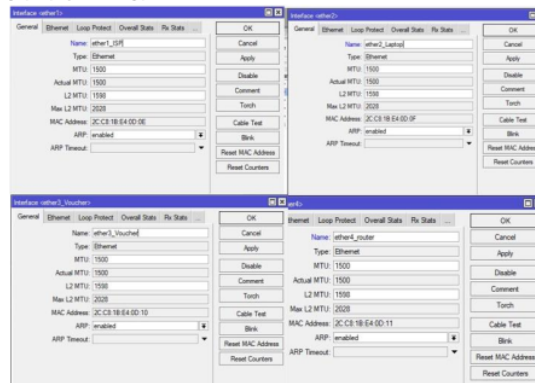 Interface <ether1>
General Ethernet Loop Protect Overall Stats Rx Stats ...
Name: ether1_ISP
Type: Ethernet
MTU: 1500
Actual MTU: 1500
L2 MTU: 1598
Max L2 MTU: 2028
MAC Address: 2C:C8:1B:E4:0D:0E
ARP: enabled
ARP Timeout:
OK
Cancel
Apply
Disable
Comment
Torch
Cable Test
Blink
Reset MAC Address
Reset Counters
Interface <ether2>
General Ethernet Loop Protect Overall Stats Rx Stats ...
Name: ether2_Laptop
Type: Ethernet
MTU: 1500
Actual MTU: 1500
L2 MTU: 1598
Max L2 MTU: 2028
MAC Address: 2C:C8:1B:E4:0D:0F
ARP: enabled
ARP Timeout:
OK
Cancel
Apply
Disable
Comment
Torch
Cable Test
Blink
Reset MAC Address
Reset Counters
Interface <ether3_Voucher>
General Ethernet Loop Protect Overall Stats Rx Stats ...
Name: ether3_Voucher
Type: Ethernet
MTU: 1500
Actual MTU: 1500
L2 MTU: 1598
Max L2 MTU: 2028
MAC Address: 2C:C8:1B:E4:0D:10
ARP: enabled
ARP Timeout:
OK
Cancel
Apply
Disable
Comment
Torch
Cable Test
Blink
Reset MAC Address
Reset Counters
er4>
hernet Loop Protect Overall Stats Rx Stats ...
Name: ether4_router
Type: Ethernet
MTU: 1500
Actual MTU: 1500
L2 MTU: 1598
Max L2 MTU: 2028
MAC Address: 2C:C8:1B:E4:0D:11
ARP: enabled
ARP Timeout:
OK
Cancel
Apply
Disable
Comment
Torch
Cable Test
Blink
Reset MAC Address
Reset Counters